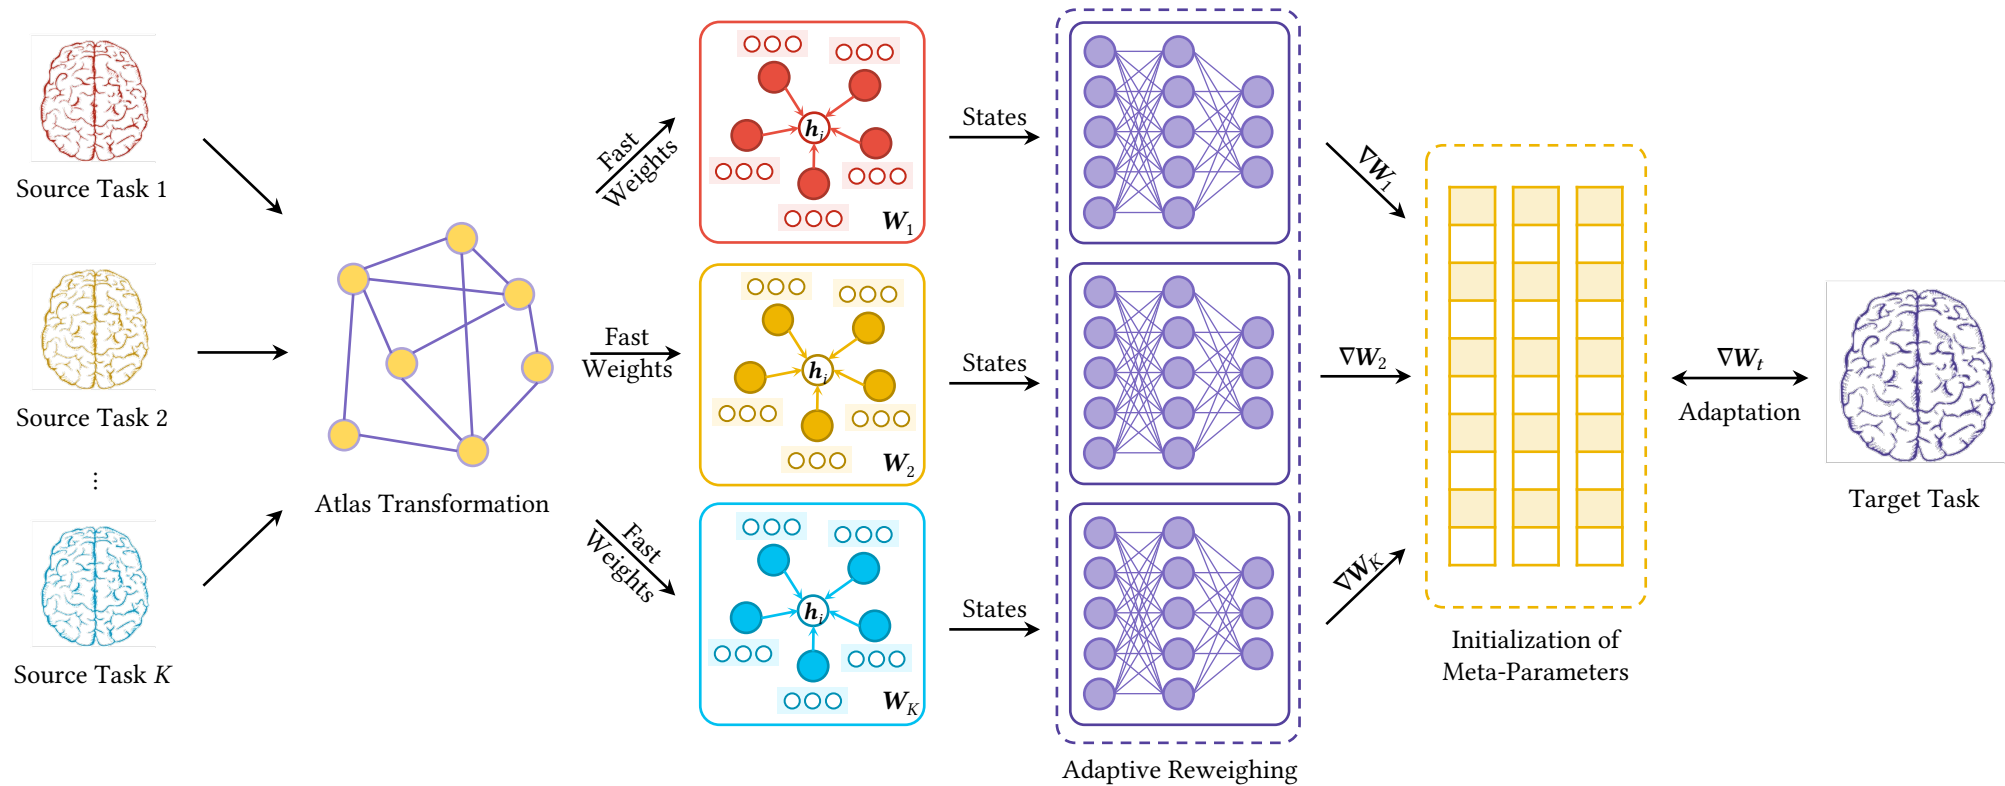 Source Task 1
Source Task 2
⋮
Source Task K
Atlas Transformation
Fast
Weights
Fast
Weights
Fast
Weights
h_i
W_1
h_i
W_2
h_i
W_K
States
States
States
Adaptive Reweighing
∇W_1
∇W_2
∇W_K
Initialization of
Meta-Parameters
∇W_t
Adaptation
Target Task